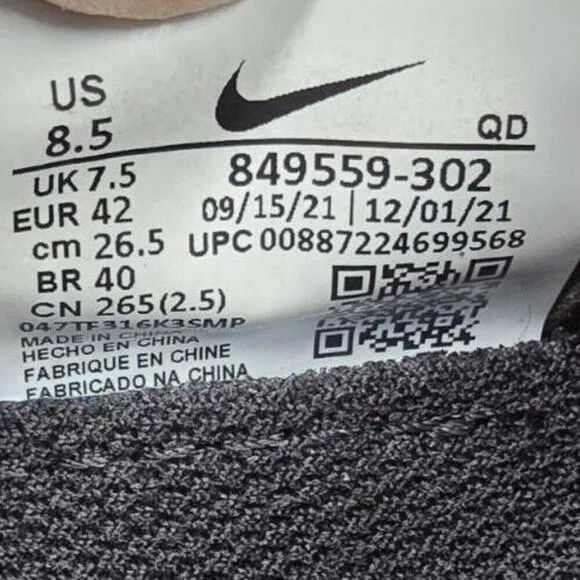 US
8.5
QD
UK 7.5
849559-302
EUR 42
09/15/21 | 12/01/21
cm 26.5
UPC 00887224699568
BR 40
CN 265(2.5)
047TF316K3SMP
MADE IN CHINA
HECHO EN CHINA
FABRIQUE EN CHINE
FABRICADO NA CHINA